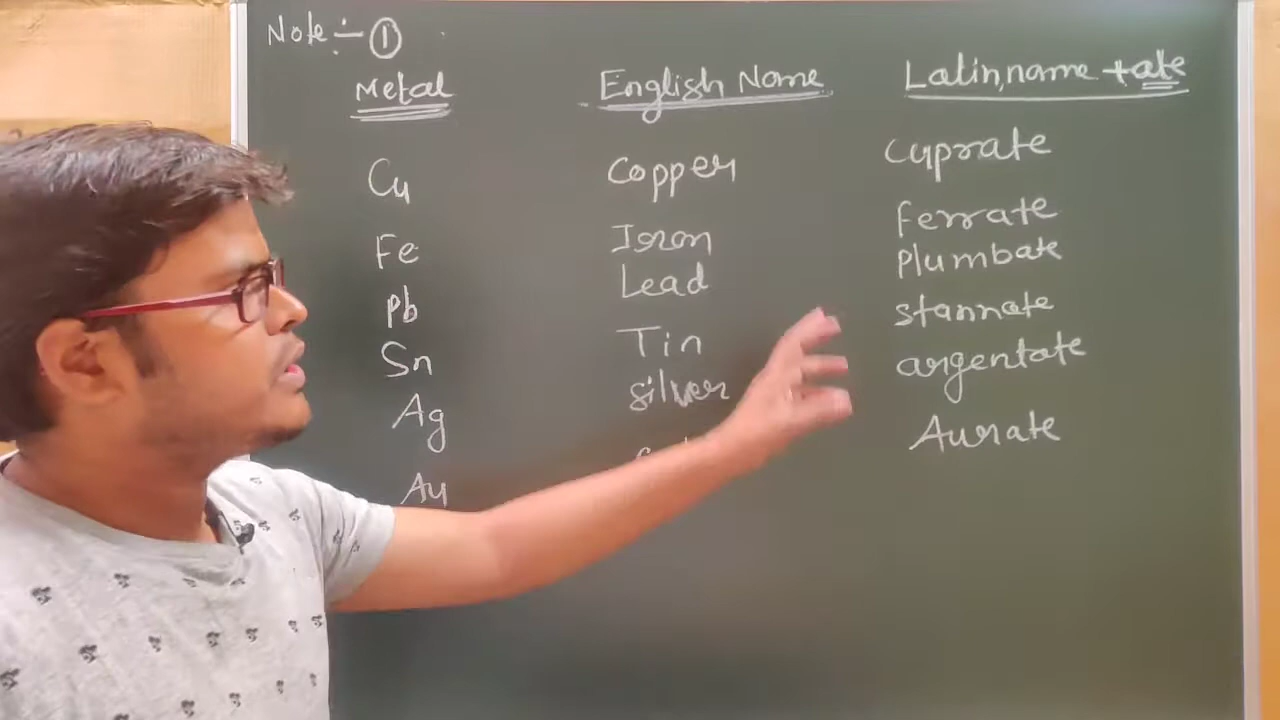 Note :- ①
Metal English Name Latin name + ate
Cu Copper Cuprate
Fe Iron Ferrate
Pb Lead Plumbate
Sn Tin stannate
Ag silver argentate
Au Aurate